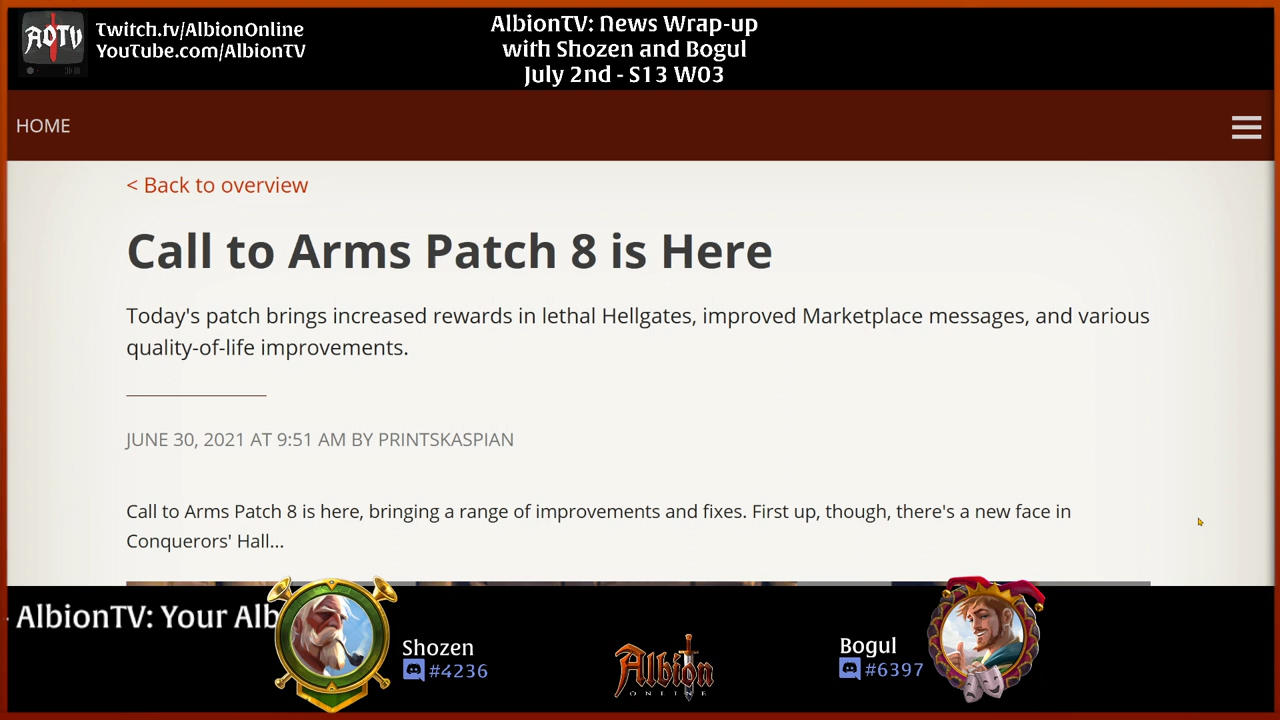 AOTV
Twitch.tv/AlbionOnline
YouTube.com/AlbionTV
AlbionTV: News Wrap-up
with Shozen and Bogul
July 2nd - S13 W03
HOME
< Back to overview
Call to Arms Patch 8 is Here
Today's patch brings increased rewards in lethal Hellgates, improved Marketplace messages, and various
quality-of-life improvements.
JUNE 30, 2021 AT 9:51 AM BY PRINTSKASPIAN
Call to Arms Patch 8 is here, bringing a range of improvements and fixes. First up, though, there's a new face in
Conquerors' Hall...
AlbionTV: Your Alb
Shozen
#4236
Albion
ONLINE
Bogul
#6397